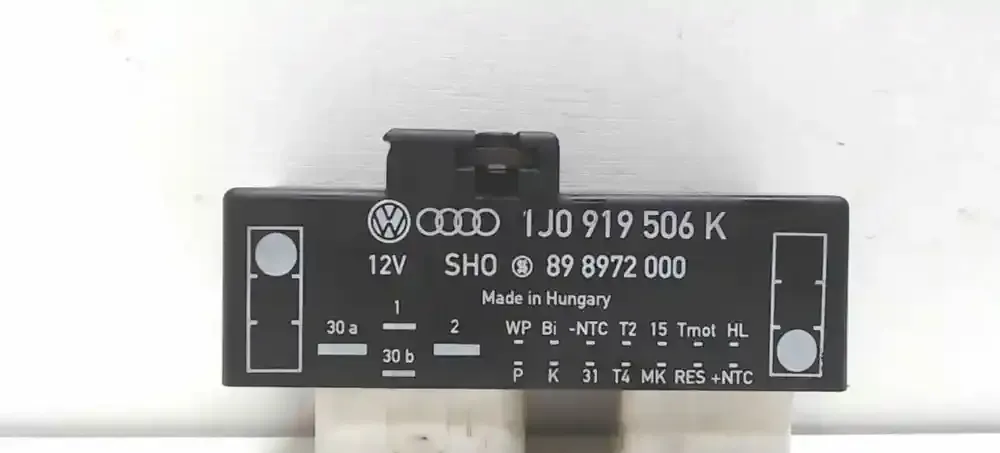 1J0 919 506 K
12V SHO 89 8972 000
Made in Hungary
1
30 a 2 WP Bi -NTC T2 15 Tmot HL
30 b
P K 31 T4 MK RES +NTC